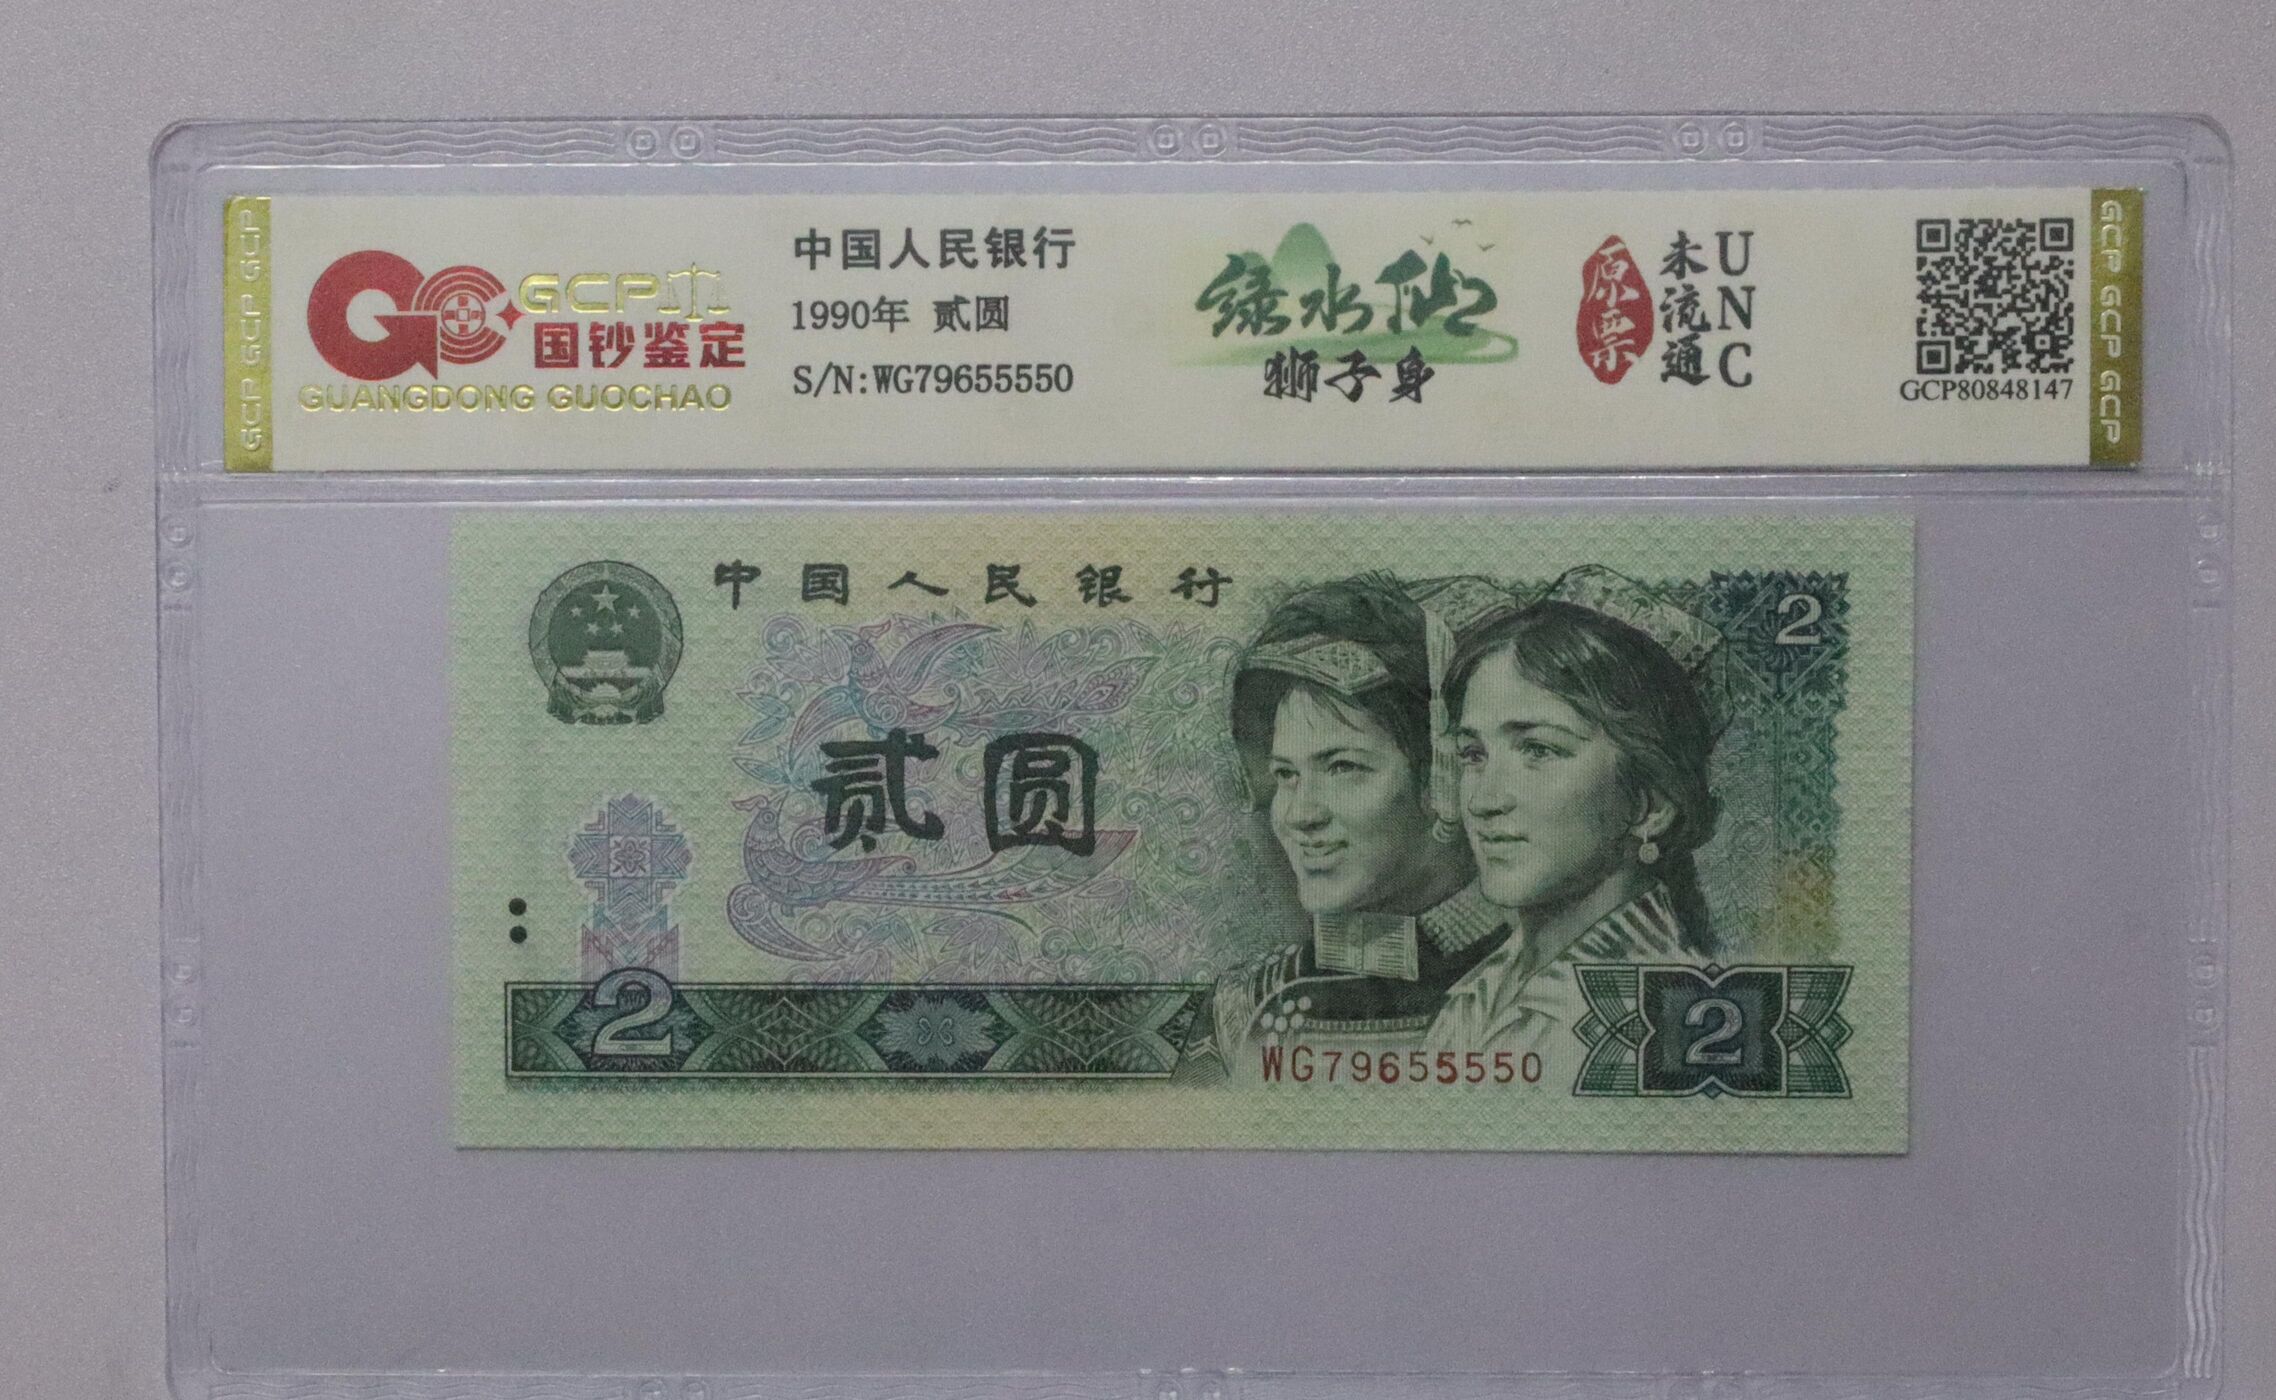 GCP GCP GCP
GCP
国钞鉴定
GUANGDONG GUOCHAO
中国人民银行
1990年 贰圆
S/N:WG79655550
绿水仙
狮子身
原票
未流通
UNC
GCP80848147
GCP GCP GCP
中国人民银行
2
贰圆
2
WG79655550
2